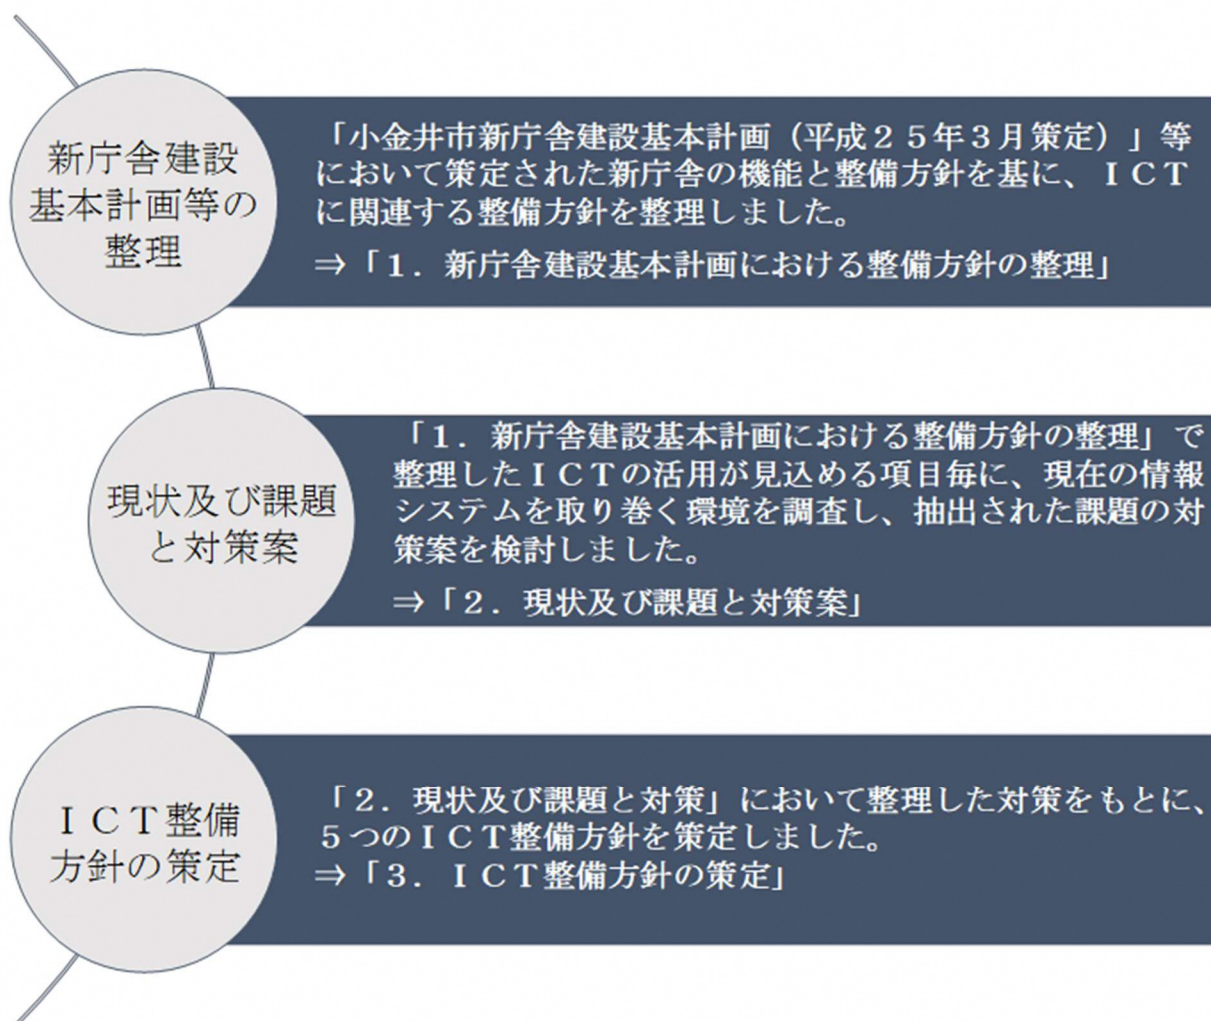 新庁舎建設
基本計画等の
整理
「小金井市新庁舎建設基本計画（平成２５年３月策定）」等
において策定された新庁舎の機能と整備方針を基に、ＩＣＴ
に関連する整備方針を整理しました。
⇒「１．新庁舎建設基本計画における整備方針の整理」
現状及び課題
と対策案
「１．新庁舎建設基本計画における整備方針の整理」で
整理したＩＣＴの活用が見込める項目毎に、現在の情報
システムを取り巻く環境を調査し、抽出された課題の対
策案を検討しました。
⇒「２．現状及び課題と対策案」
ＩＣＴ整備
方針の策定
「２．現状及び課題と対策」において整理した対策をもとに、
５つのＩＣＴ整備方針を策定しました。
⇒「３．ＩＣＴ整備方針の策定」